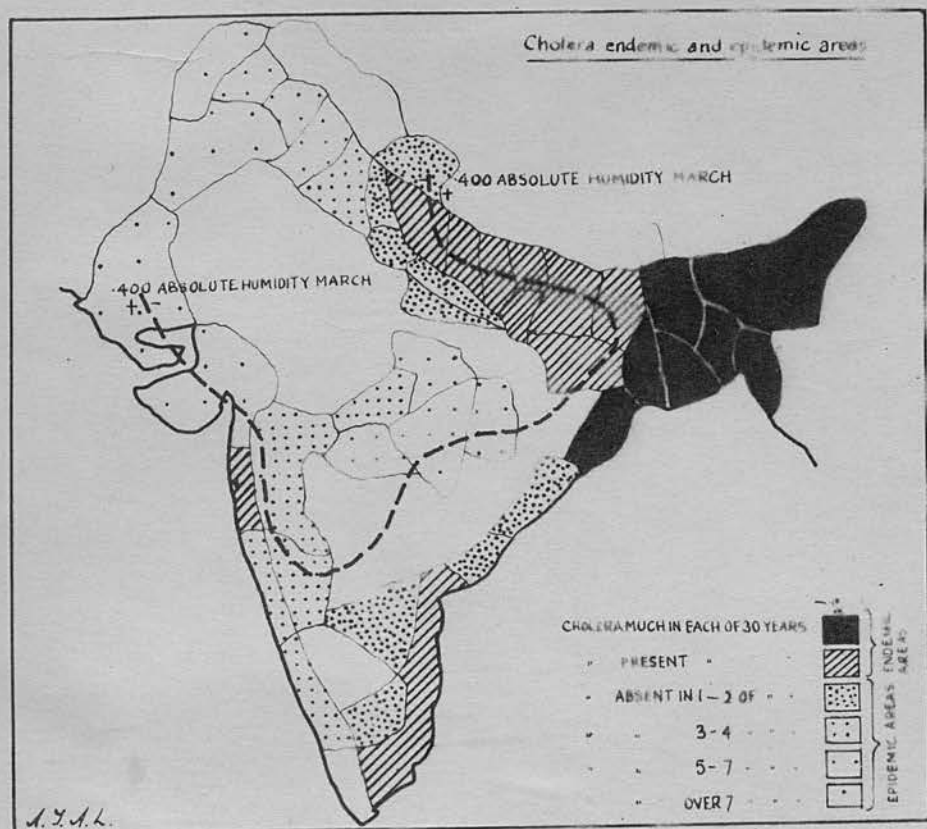 Cholera endemic and epidemic areas
·400 ABSOLUTE HUMIDITY MARCH
·400 ABSOLUTE HUMIDITY MARCH
CHOLERA MUCH IN EACH OF 30 YEARS
" PRESENT "
" ABSENT IN 1-2 OF " "
" " 3-4 " " "
" " 5-7 " " "
" OVER 7 " "
ENDEMIC AREAS
EPIDEMIC AREAS
A.J.A.L.